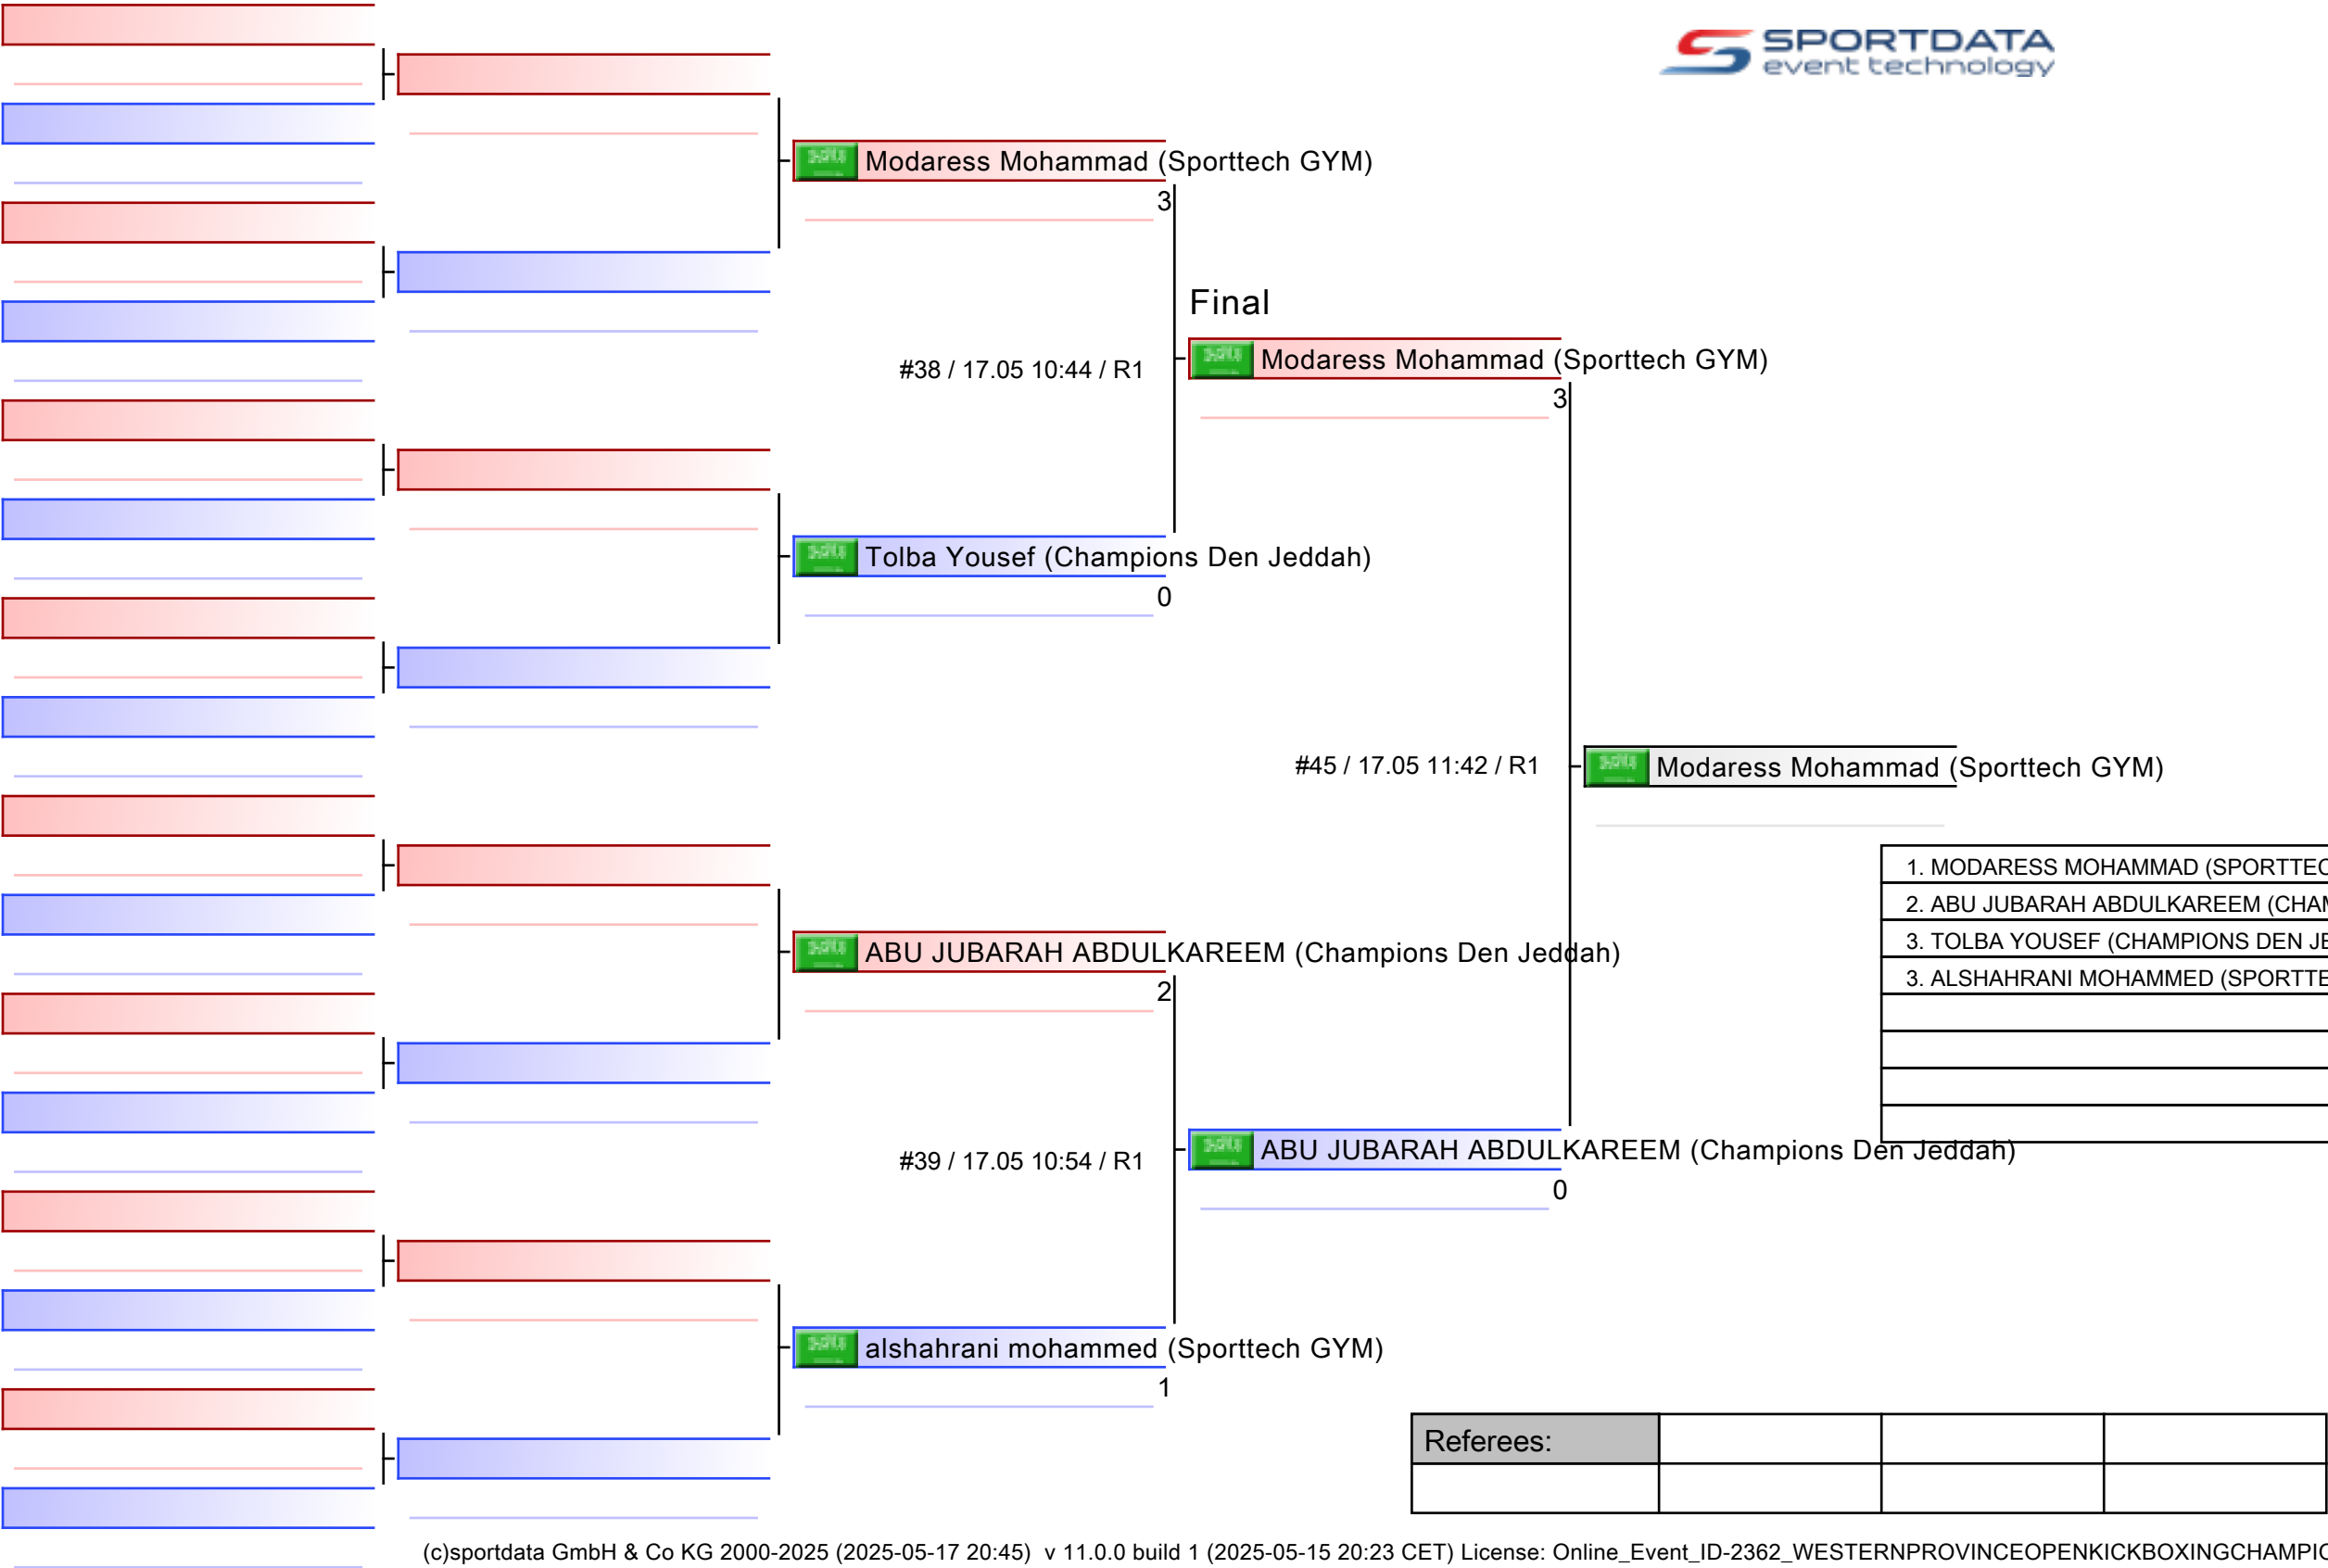 SPORTDATA
event technology
Modaress Mohammad (Sporttech GYM)
3
Final
#38 / 17.05 10:44 / R1
Modaress Mohammad (Sporttech GYM)
3
Tolba Yousef (Champions Den Jeddah)
0
#45 / 17.05 11:42 / R1
Modaress Mohammad (Sporttech GYM)
1. MODARESS MOHAMMAD (SPORTTEC
2. ABU JUBARAH ABDULKAREEM (CHAM
3. TOLBA YOUSEF (CHAMPIONS DEN JE
3. ALSHAHRANI MOHAMMED (SPORTTE
ABU JUBARAH ABDULKAREEM (Champions Den Jeddah)
2
#39 / 17.05 10:54 / R1
ABU JUBARAH ABDULKAREEM (Champions Den Jeddah)
0
alshahrani mohammed (Sporttech GYM)
1
Referees:
(c)sportdata GmbH & Co KG 2000-2025 (2025-05-17 20:45) v 11.0.0 build 1 (2025-05-15 20:23 CET) License: Online_Event_ID-2362_WESTERNPROVINCEOPENKICKBOXINGCHAMPIO